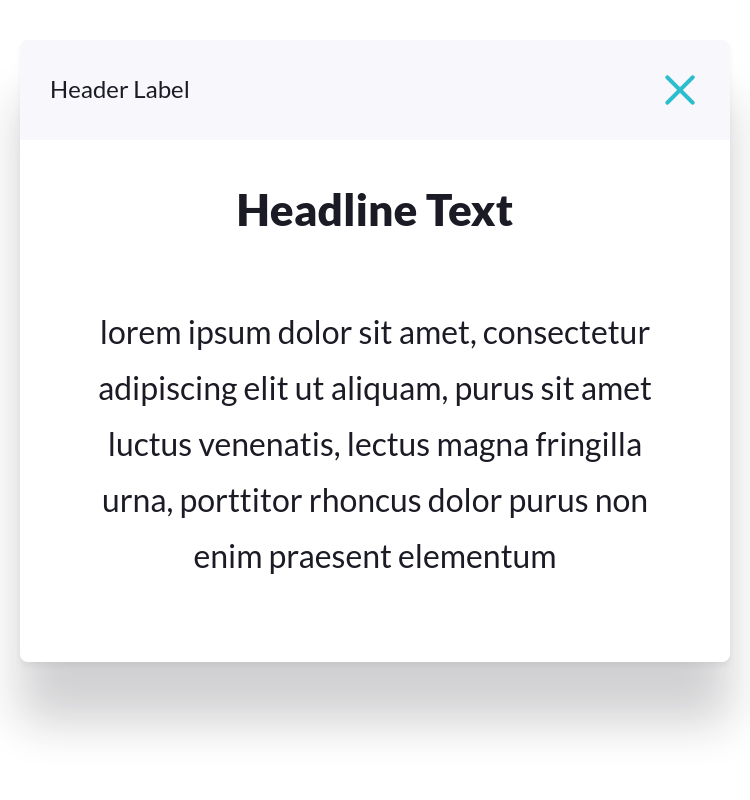 Header Label
Headline Text
lorem ipsum dolor sit amet, consectetur
adipiscing elit ut aliquam, purus sit amet
luctus venenatis, lectus magna fringilla
urna, porttitor rhoncus dolor purus non
enim praesent elementum